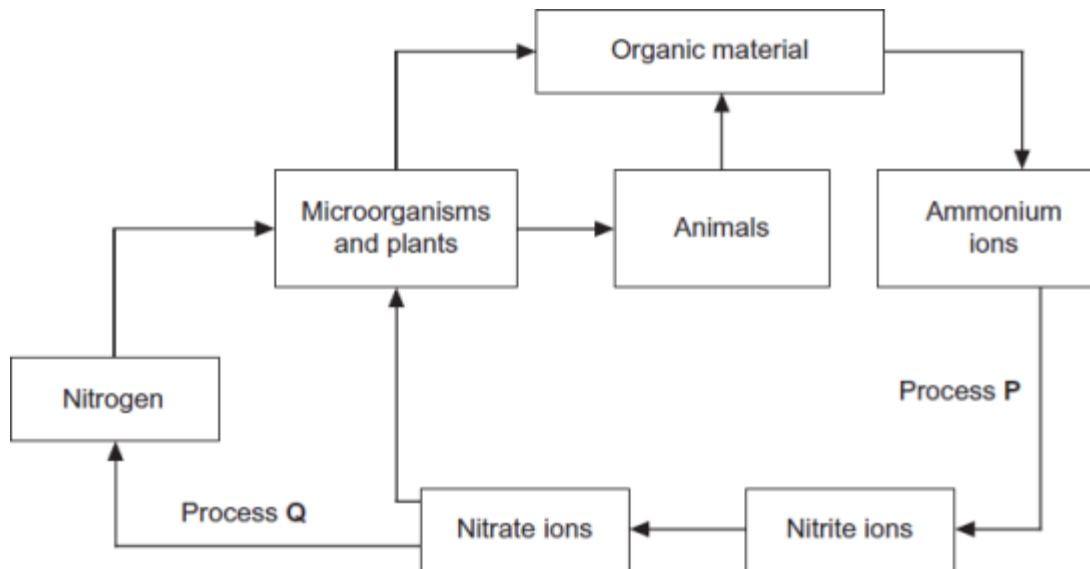 Organic material
Microorganisms
and plants
Animals
Ammonium
ions
Nitrogen
Process P
Process Q
Nitrate ions
Nitrite ions